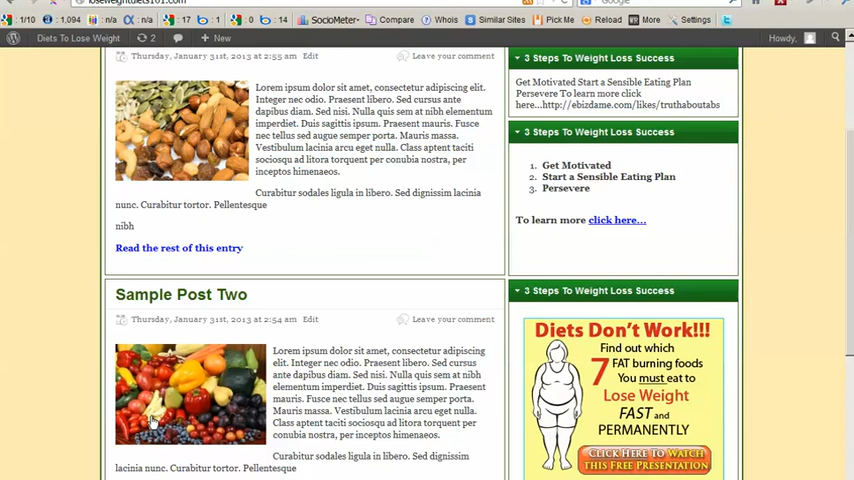 loseweightdiets101.com
Google
1/10
1,094
: n/a
: n/a
: 17
: 1
: 0
: 14
SocioMeter
Compare
Whois
Similar Sites
Pick Me
Reload
More
Settings
Diets To Lose Weight
2
New
Howdy,
Thursday, January 31st, 2013 at 2:55 am Edit
Leave your comment
Lorem ipsum dolor sit amet, consectetur adipiscing elit.
Integer nec odio. Praesent libero. Sed cursus ante
dapibus diam. Sed nisi. Nulla quis sem at nibh elementum
imperdiet. Duis sagittis ipsum. Praesent mauris. Fusce
nec tellus sed augue semper porta. Mauris massa.
Vestibulum lacinia arcu eget nulla. Class aptent taciti
sociosqu ad litora torquent per conubia nostra, per
inceptos himenaeos.
Curabitur sodales ligula in libero. Sed dignissim lacinia
nunc. Curabitur tortor. Pellentesque
nibh
Read the rest of this entry
Sample Post Two
Thursday, January 31st, 2013 at 2:54 am Edit
Leave your comment
Lorem ipsum dolor sit amet, consectetur adipiscing
elit. Integer nec odio. Praesent libero. Sed cursus
ante dapibus diam. Sed nisi. Nulla quis sem at nibh
elementum imperdiet. Duis sagittis ipsum. Praesent
mauris. Fusce nec tellus sed augue semper porta.
Mauris massa. Vestibulum lacinia arcu eget nulla.
Class aptent taciti sociosqu ad litora torquent per
conubia nostra, per inceptos himenaeos.
Curabitur sodales ligula in libero. Sed dignissim
lacinia nunc. Curabitur tortor. Pellentesque
3 Steps To Weight Loss Success
Get Motivated Start a Sensible Eating Plan
Persevere To learn more click
here...http://ebizdame.com/likes/truthaboutabs
3 Steps To Weight Loss Success
1. Get Motivated
2. Start a Sensible Eating Plan
3. Persevere
To learn more click here...
3 Steps To Weight Loss Success
Diets Don't Work!!!
Find out which
7 FAT burning foods
You must eat to
Lose Weight
FAST and
PERMANENTLY
CLICK HERE TO WATCH
THIS FREE PRESENTATION